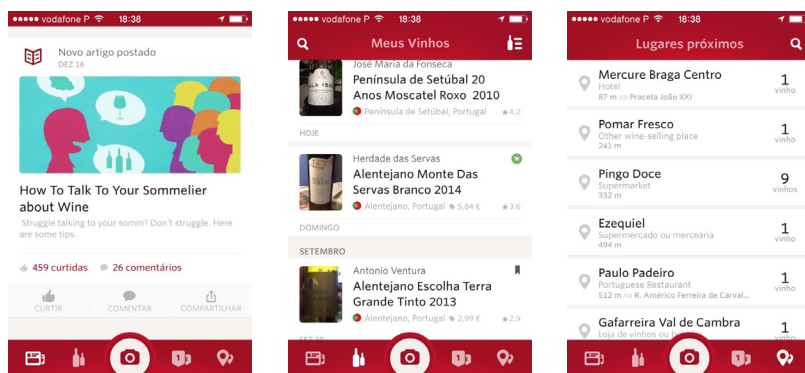 vodafone P 18:38
Novo artigo postado
DEZ 16
How To Talk To Your Sommelier
about Wine
Struggle talking to your somm? Don't struggle. Here
are some tips.
459 curtidas 26 comentários
CURTIR COMENTAR COMPARTILHAR
1
vodafone P 18:38
Meus Vinhos
José Maria da Fonseca
Península de Setúbal 20
Anos Moscatel Roxo 2010
Península de Setúbal, Portugal 4.2
HOJE
Herdade das Servas
Alentejano Monte Das
Servas Branco 2014
Alentejano, Portugal 5,84 € 3.6
DOMINGO
SETEMBRO
Antonio Ventura
Alentejano Escolha Terra
Grande Tinto 2013
Alentejano, Portugal 2,99 € 2.9
1
vodafone P 18:38
Lugares próximos
Mercure Braga Centro 1
Hotel vinho
87 m na Praceta João XXI
Pomar Fresco 1
Other wine-selling place vinho
241 m
Pingo Doce 9
Supermarket vinhos
332 m
Ezequiel 1
Supermercado ou mercearia vinho
494 m
Paulo Padeiro 1
Portuguese Restaurant vinho
512 m na R. Américo Ferreira de Carval...
Gafarreira Val de Cambra 1
Loja de vinhos ou vinho
1